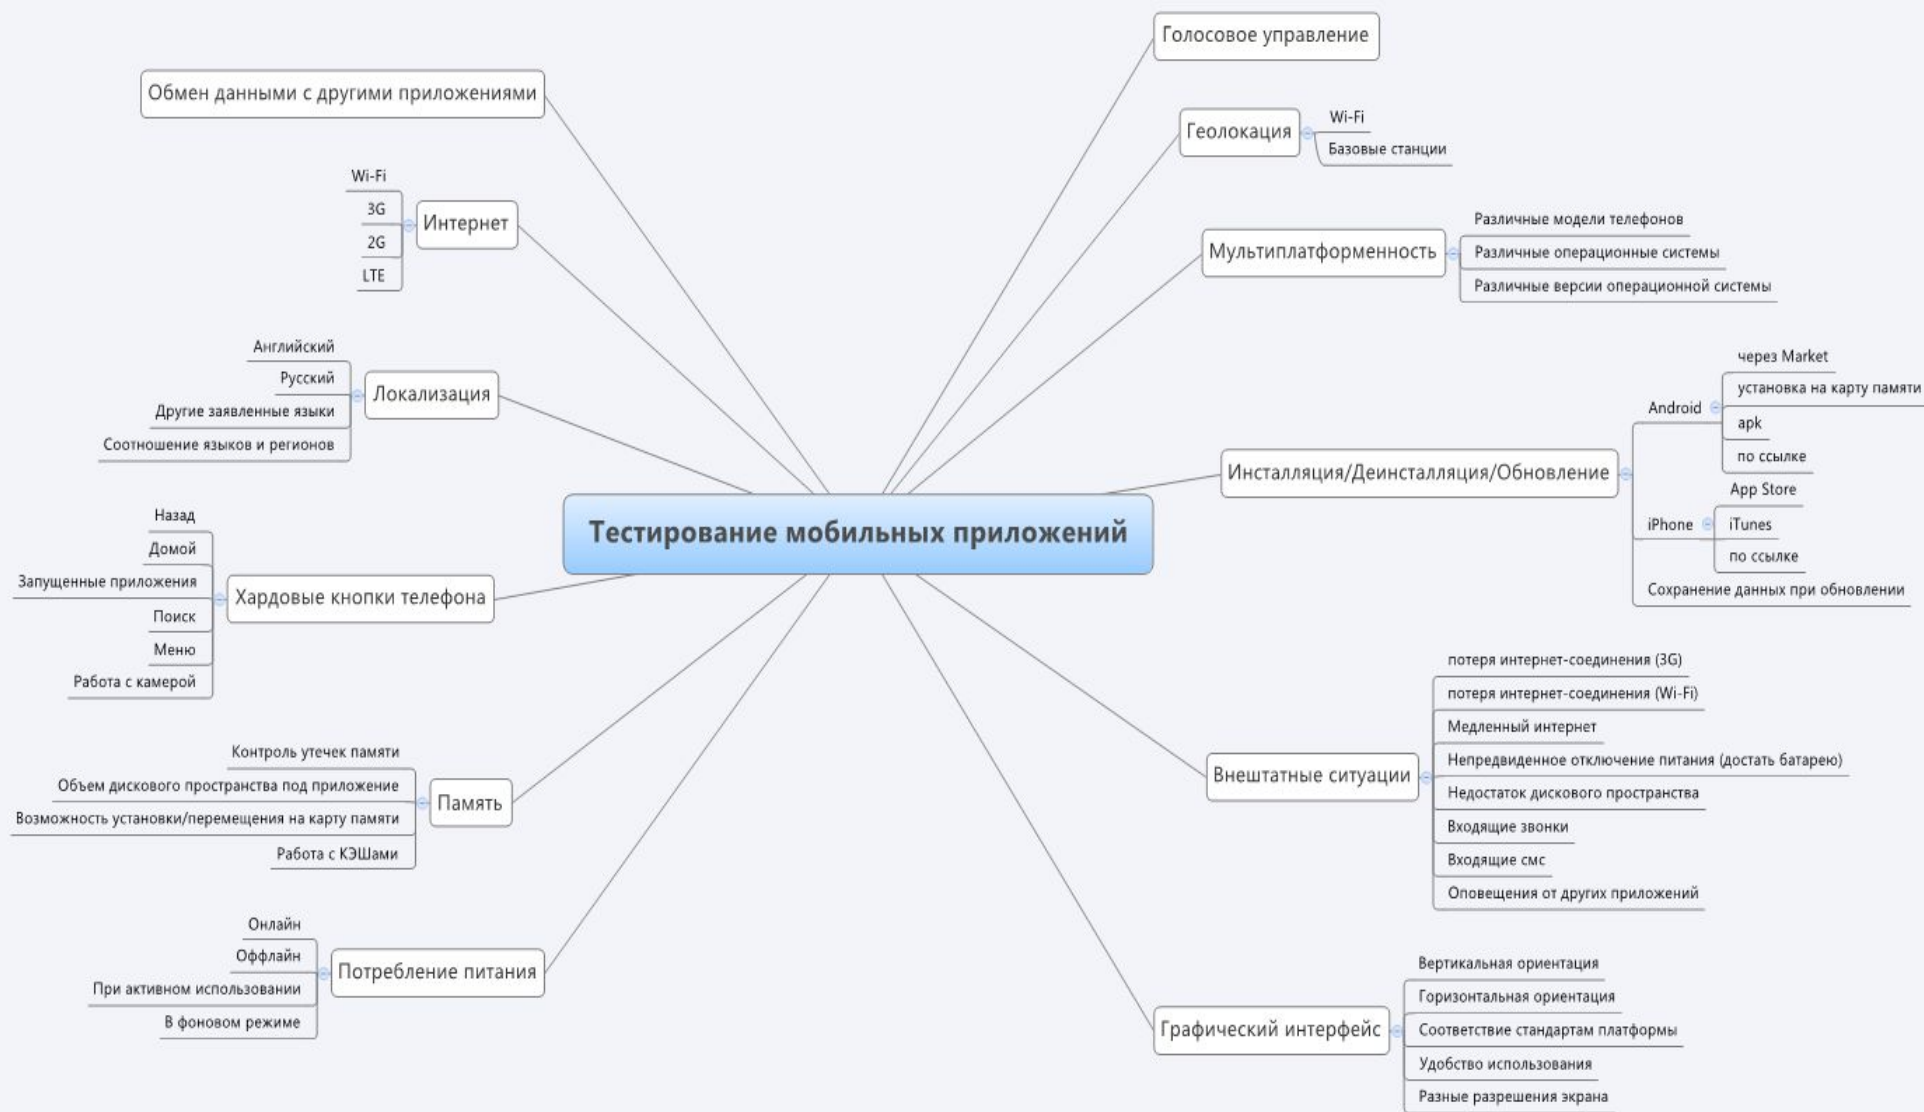 Тестирование мобильных приложений
Голосовое управление
Геолокация
Wi-Fi
Базовые станции
Мультиплатформенность
Различные модели телефонов
Различные операционные системы
Различные версии операционной системы
Инсталляция/Деинсталляция/Обновление
Android
через Market
установка на карту памяти
apk
по ссылке
iPhone
App Store
iTunes
по ссылке
Сохранение данных при обновлении
Внештатные ситуации
потеря интернет-соединения (3G)
потеря интернет-соединения (Wi-Fi)
Медленный интернет
Непредвиденное отключение питания (достать батарею)
Недостаток дискового пространства
Входящие звонки
Входящие смс
Оповещения от других приложений
Графический интерфейс
Вертикальная ориентация
Горизонтальная ориентация
Соответствие стандартам платформы
Удобство использования
Разные разрешения экрана
Обмен данными с другими приложениями
Интернет
Wi-Fi
3G
2G
LTE
Локализация
Английский
Русский
Другие заявленные языки
Соотношение языков и регионов
Хардовые кнопки телефона
Назад
Домой
Запущенные приложения
Поиск
Меню
Работа с камерой
Память
Контроль утечек памяти
Объем дискового пространства под приложение
Возможность установки/перемещения на карту памяти
Работа с КЭШами
Потребление питания
Онлайн
Оффлайн
При активном использовании
В фоновом режиме